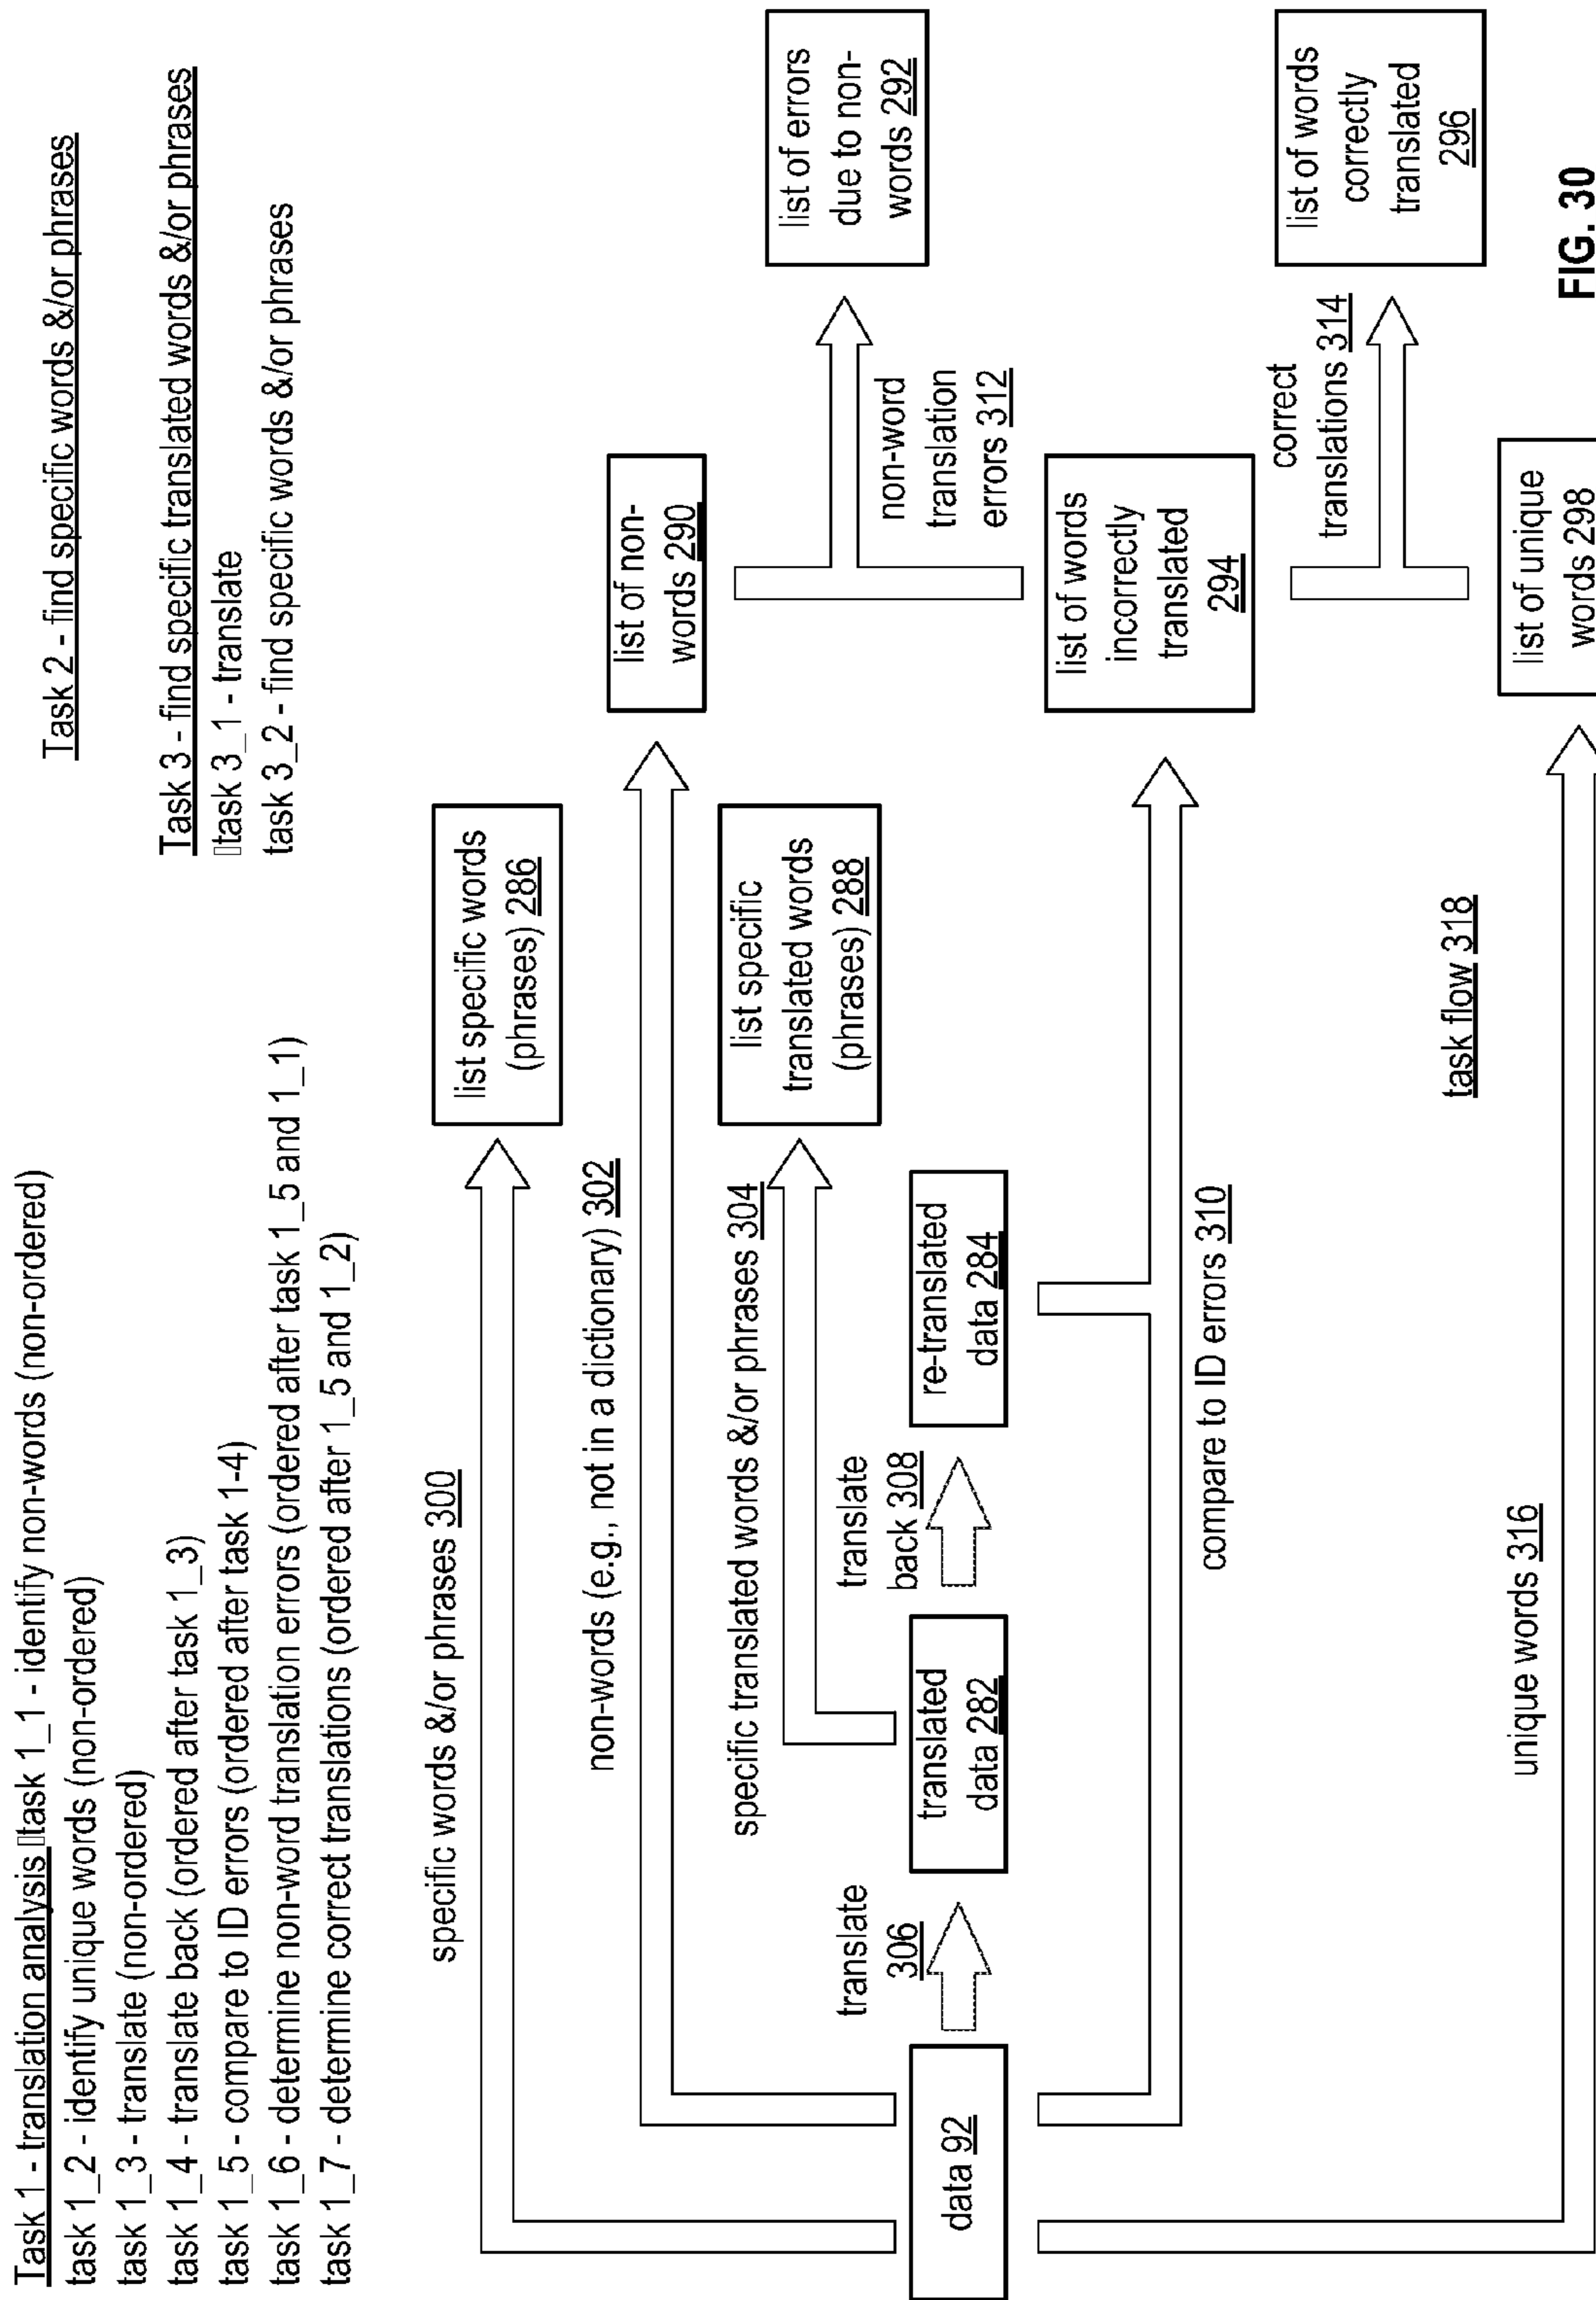 Task 1 - translation analysis ▯task 1_1 - identify non-words (non-ordered)
task 1_2 - identify unique words (non-ordered)
task 1_3 - translate (non-ordered)
task 1_4 - translate back (ordered after task 1_3)
task 1_5 - compare to ID errors (ordered after task 1-4)
task 1_6 - determine non-word translation errors (ordered after task 1_5 and 1_1)
task 1_7 - determine correct translations (ordered after 1_5 and 1_2)
Task 2 - find specific words &/or phrases
Task 3 - find specific translated words &/or phrases
▯task 3_1 - translate
task 3_2 - find specific words &/or phrases
specific words &/or phrases 300
list specific words
(phrases) 286
non-words (e.g., not in a dictionary) 302
list of non-
words 290
specific translated words &/or phrases 304
list specific
translated words
(phrases) 288
data 92
translate
306
translated
data 282
translate
back 308
re-translated
data 284
non-word
translation
errors 312
list of errors
due to non-
words 292
compare to ID errors 310
list of words
incorrectly
translated
294
correct
translations 314
list of words
correctly
translated
296
task flow 318
unique words 316
list of unique
words 298
FIG. 30